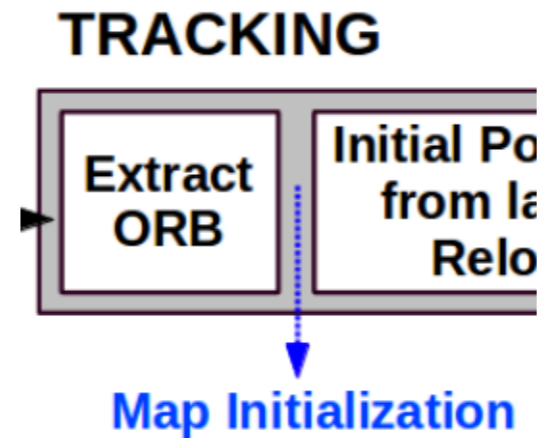 TRACKING
Extract
ORB
Initial Po
from la
Relo
Map Initialization